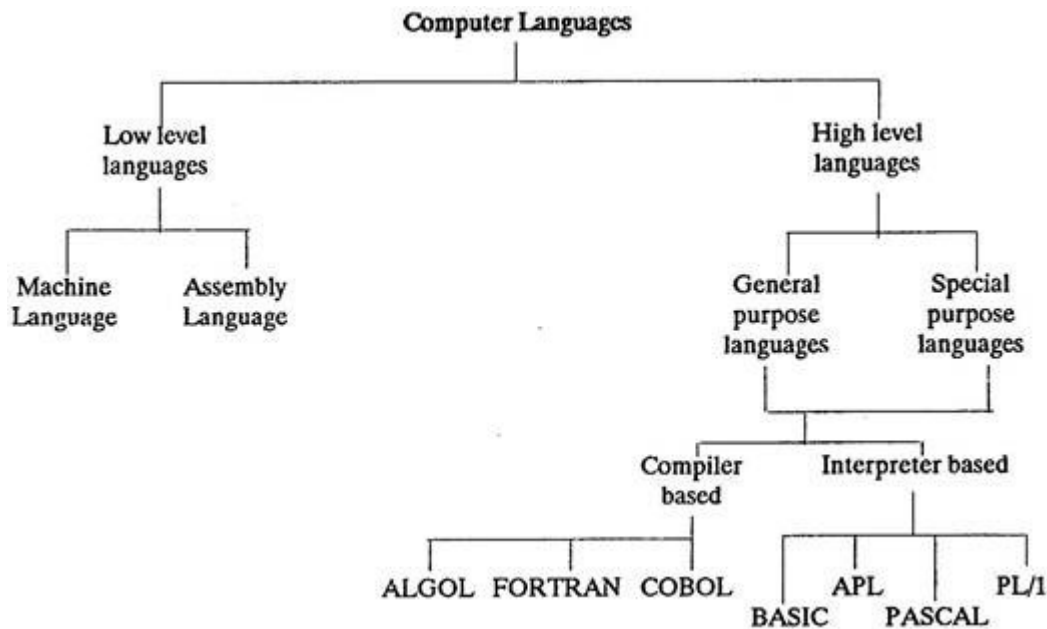 Computer Languages
Low level
languages
High level
languages
Machine
Language
Assembly
Language
General
purpose
languages
Special
purpose
languages
Compiler
based
Interpreter based
ALGOL
FORTRAN
COBOL
BASIC
APL
PASCAL
PL/1